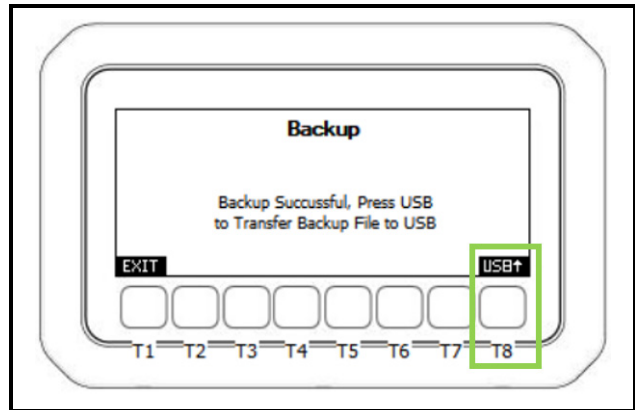 Backup
Backup Succussful, Press USB
to Transfer Backup File to USB
EXIT USB↑
T1 T2 T3 T4 T5 T6 T7 T8